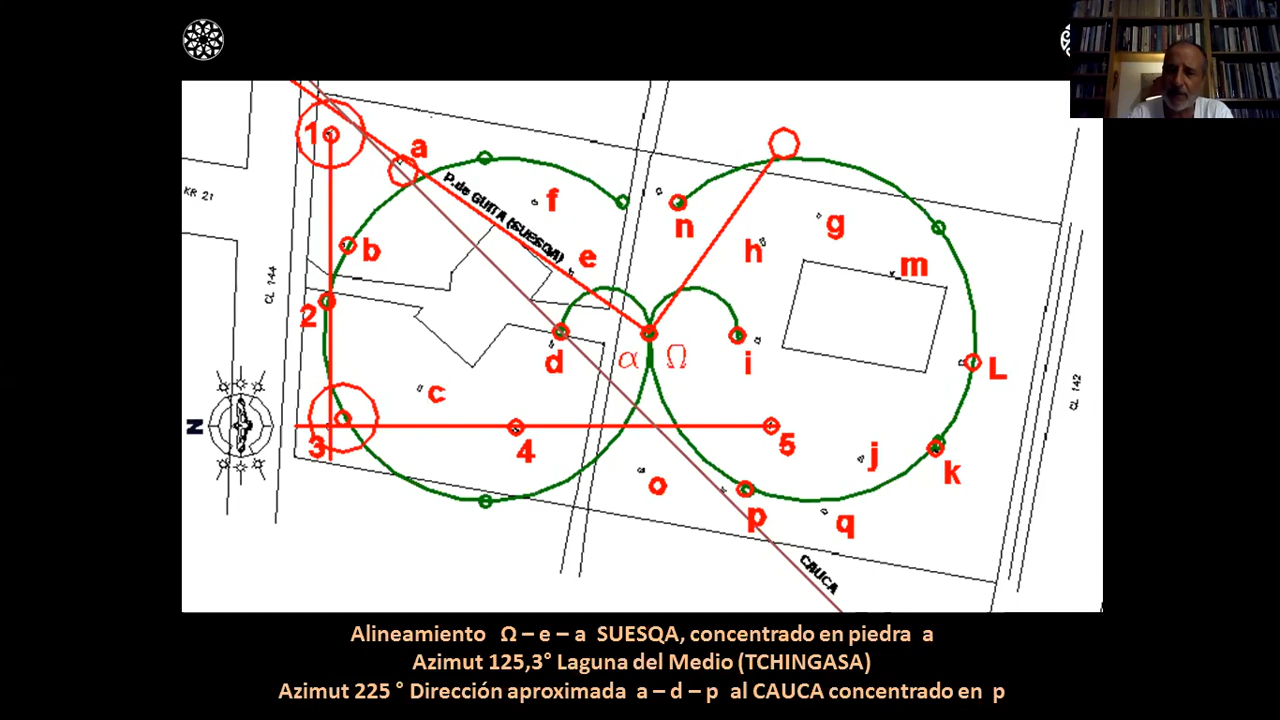 1
a
P.de GUITA (SUESQA)
f
n
g
KR 21
b
e
h
m
CL 144
2
d
α Ω
i
L
c
CL 142
N
3
4
5
j
k
o
p
q
CAUCA
Alineamiento Ω – e – a SUESQA, concentrado en piedra a
Azimut 125,3° Laguna del Medio (TCHINGASA)
Azimut 225 ° Dirección aproximada a – d – p al CAUCA concentrado en p